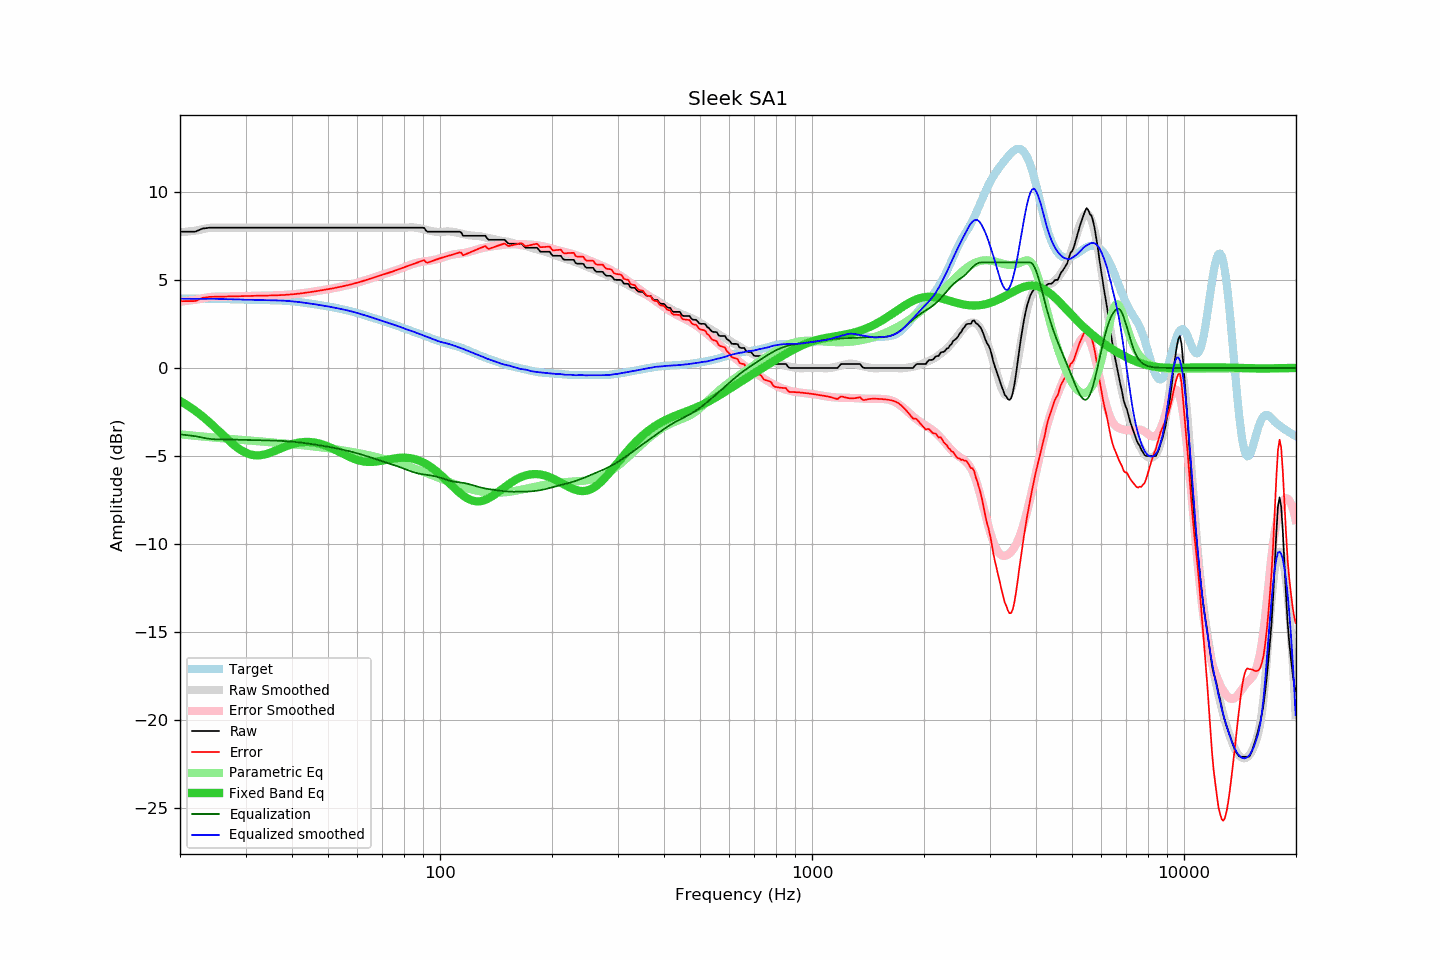 Sleek SA1
10
5
0
−5
−10
−15
−20
−25
Amplitude (dBr)
Target
Raw Smoothed
Error Smoothed
Raw
Error
Parametric Eq
Fixed Band Eq
Equalization
Equalized smoothed
100
1000
10000
Frequency (Hz)